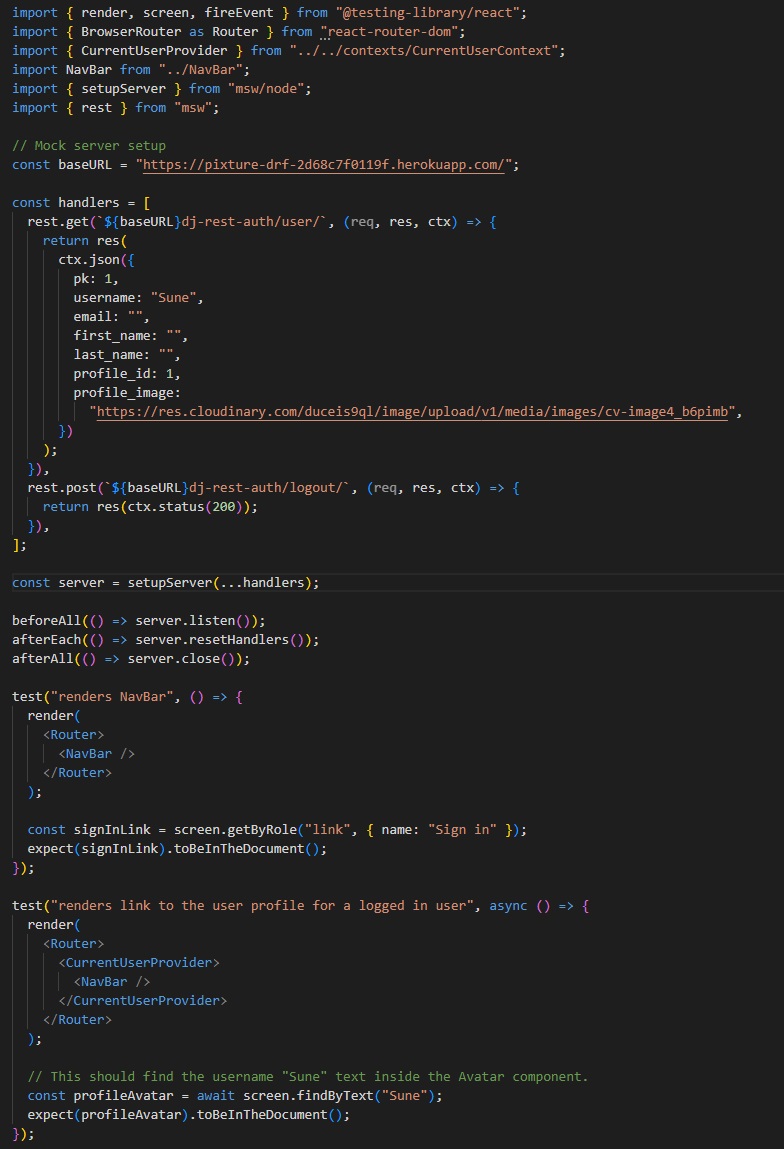 import { render, screen, fireEvent } from "@testing-library/react";
import { BrowserRouter as Router } from "react-router-dom";
import { CurrentUserProvider } from "../../contexts/CurrentUserContext";
import NavBar from "../NavBar";
import { setupServer } from "msw/node";
import { rest } from "msw";

// Mock server setup
const baseURL = "https://pixture-drf-2d68c7f0119f.herokuapp.com/";

const handlers = [
  rest.get(`${baseURL}dj-rest-auth/user/`, (req, res, ctx) => {
    return res(
      ctx.json({
        pk: 1,
        username: "Sune",
        email: "",
        first_name: "",
        last_name: "",
        profile_id: 1,
        profile_image:
          "https://res.cloudinary.com/duceis9ql/image/upload/v1/media/images/cv-image4_b6pimb",
      })
    );
  }),
  rest.post(`${baseURL}dj-rest-auth/logout/`, (req, res, ctx) => {
    return res(ctx.status(200));
  }),
];

const server = setupServer(...handlers);

beforeAll(() => server.listen());
afterEach(() => server.resetHandlers());
afterAll(() => server.close());

test("renders NavBar", () => {
  render(
    <Router>
      <NavBar />
    </Router>
  );

  const signInLink = screen.getByRole("link", { name: "Sign in" });
  expect(signInLink).toBeInTheDocument();
});

test("renders link to the user profile for a logged in user", async () => {
  render(
    <Router>
      <CurrentUserProvider>
        <NavBar />
      </CurrentUserProvider>
    </Router>
  );

  // This should find the username "Sune" text inside the Avatar component.
  const profileAvatar = await screen.findByText("Sune");
  expect(profileAvatar).toBeInTheDocument();
});